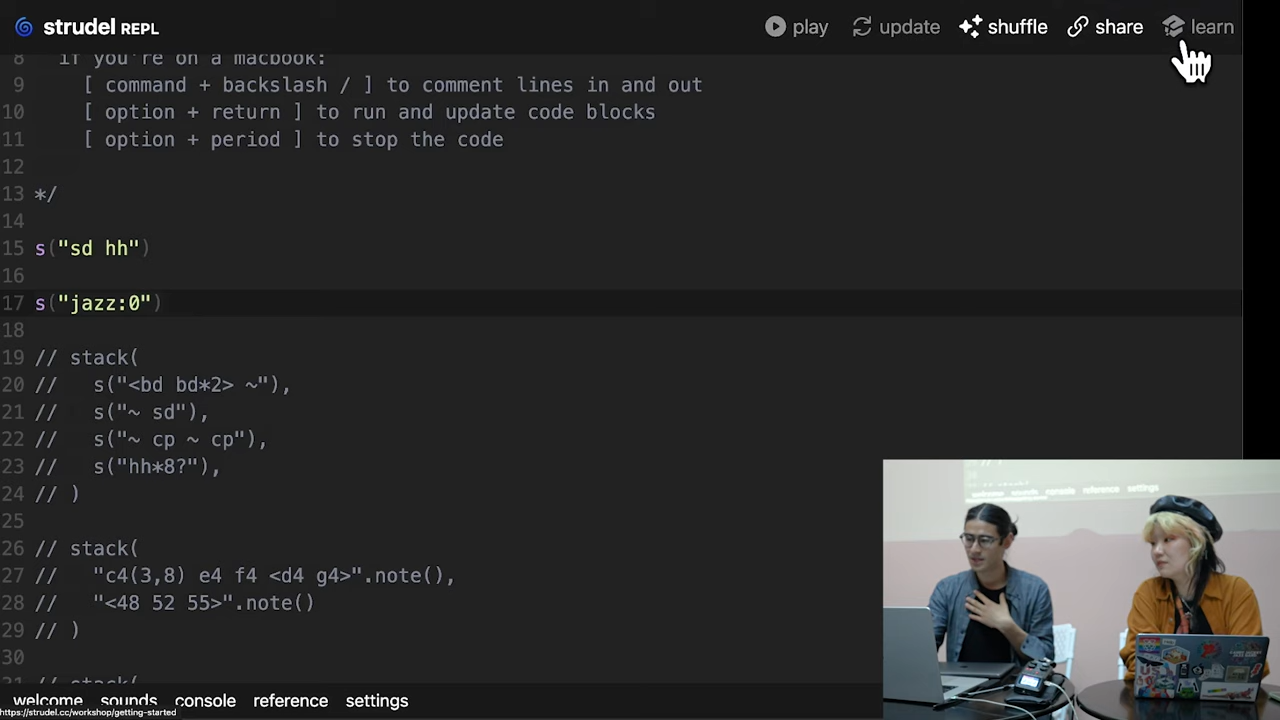 strudel REPL
play update shuffle share learn
8 if you're on a macbook:
9 [ command + backslash / ] to comment lines in and out
10 [ option + return ] to run and update code blocks
11 [ option + period ] to stop the code
12
13 */
14
15 s("sd hh")
16
17 s("jazz:0")
18
19 // stack(
20 // s("<bd bd*2> ~"),
21 // s("~ sd"),
22 // s("~ cp ~ cp"),
23 // s("hh*8?"),
24 // )
25
26 // stack(
27 // "c4(3,8) e4 f4 <d4 g4>".note(),
28 // "<48 52 55>".note()
29 // )
30
// stack(
welcome sounds console reference settings
https://strudel.cc/workshop/getting-started
console reference settings